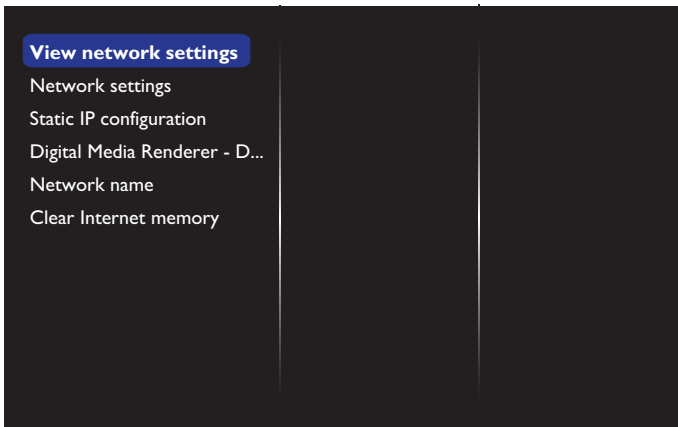 View network settings
Network settings
Static IP configuration
Digital Media Renderer - D...
Network name
Clear Internet memory